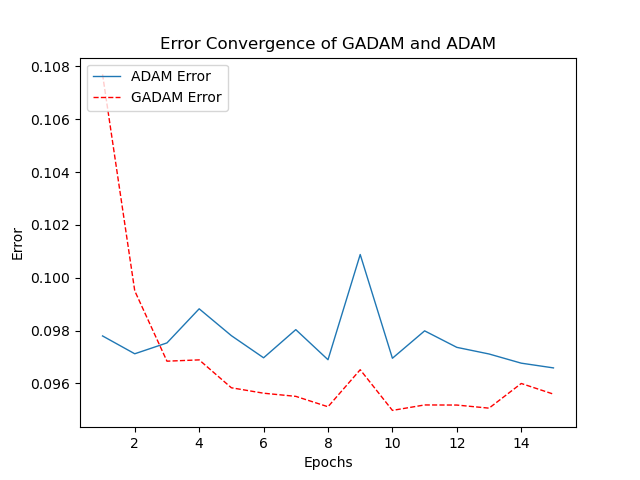 Error Convergence of GADAM and ADAM
ADAM Error
GADAM Error
0.108
0.106
0.104
0.102
0.100
0.098
0.096
Error
2 4 6 8 10 12 14
Epochs